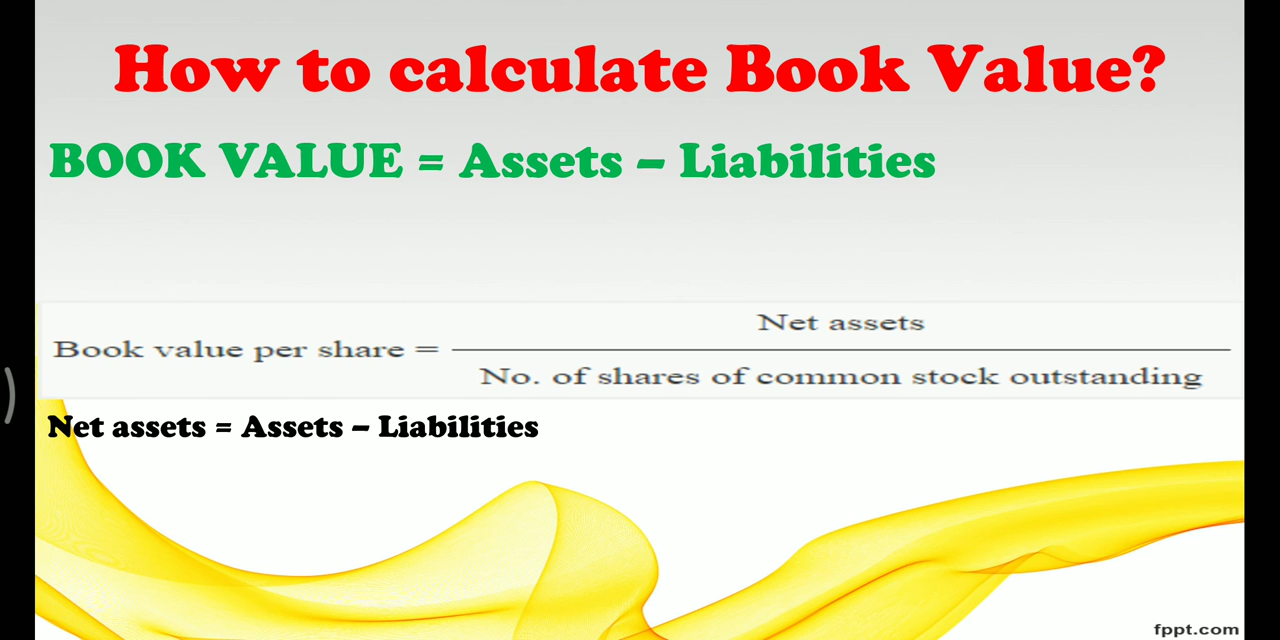 How to calculate Book Value?
BOOK VALUE = Assets – Liabilities
Net assets
Book value per share =
No. of shares of common stock outstanding
Net assets = Assets – Liabilities
fppt.com